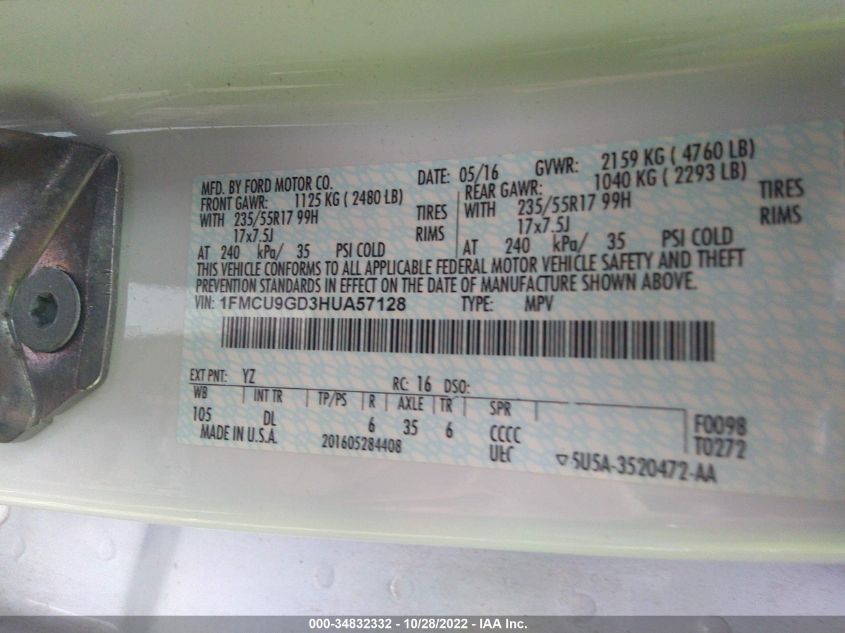 MFD. BY FORD MOTOR CO. DATE: 05/16 GVWR: 2159 KG ( 4760 LB)
FRONT GAWR: 1125 KG ( 2480 LB) REAR GAWR: 1040 KG ( 2293 LB)
WITH 235/55R17 99H TIRES WITH 235/55R17 99H TIRES
17x7.5J RIMS 17x7.5J RIMS
AT 240 kPa/ 35 PSI COLD AT 240 kPa/ 35 PSI COLD
THIS VEHICLE CONFORMS TO ALL APPLICABLE FEDERAL MOTOR VEHICLE SAFETY AND THEFT
PREVENTION STANDARDS IN EFFECT ON THE DATE OF MANUFACTURE SHOWN ABOVE.
VIN: 1FMCU9GD3HUA57128 TYPE: MPV
EXT PNT: YZ RC: 16 DSO:
WB INT TR TP/PS R AXLE TR SPR
105 DL 6 35 6 CCCC F0098
MADE IN U.S.A. 201605284408 T0272
▽5U5A-3520472-AA
000-34832332 - 10/28/2022 - IAA Inc.